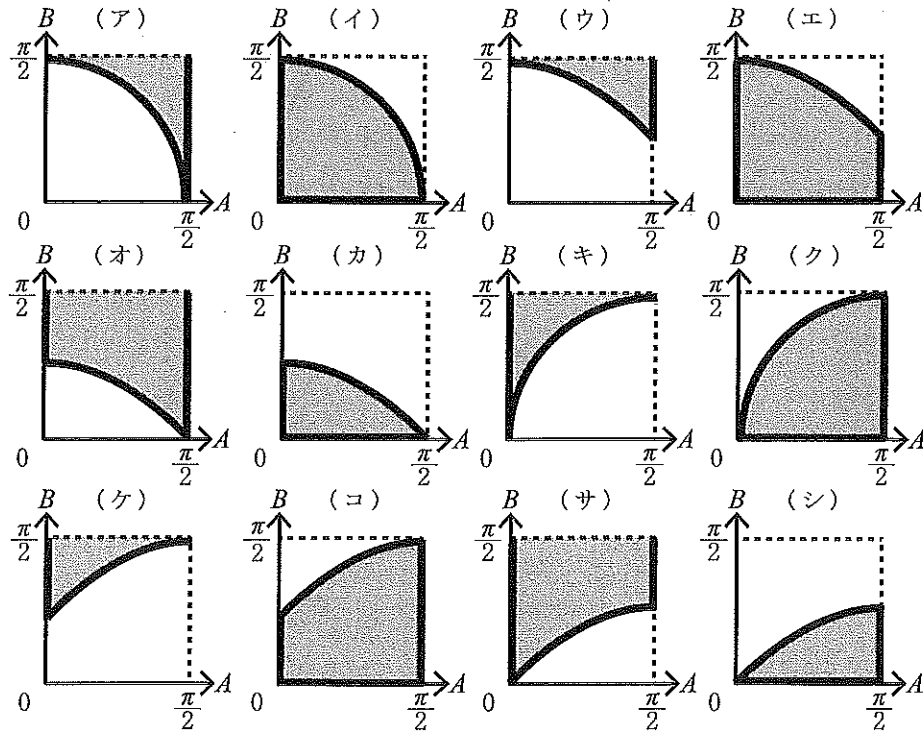 B （ア） B （イ） B （ウ） B （エ）
π/2 π/2 π/2 π/2
0 π/2 A 0 π/2 A 0 π/2 A 0 π/2 A
B （オ） B （カ） B （キ） B （ク）
π/2 π/2 π/2 π/2
0 π/2 A 0 π/2 A 0 π/2 A 0 π/2 A
B （ケ） B （コ） B （サ） B （シ）
π/2 π/2 π/2 π/2
0 π/2 A 0 π/2 A 0 π/2 A 0 π/2 A